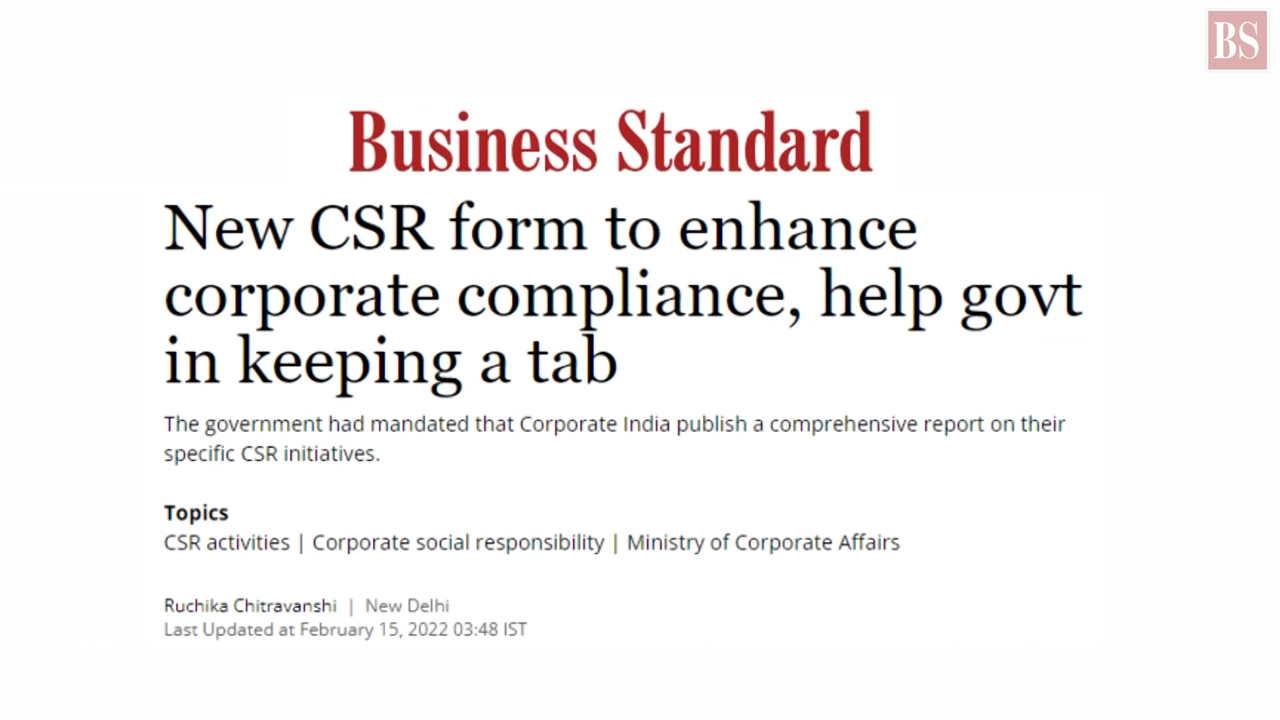 BS
Business Standard
New CSR form to enhance
corporate compliance, help govt
in keeping a tab
The government had mandated that Corporate India publish a comprehensive report on their
specific CSR initiatives.
Topics
CSR activities | Corporate social responsibility | Ministry of Corporate Affairs
Ruchika Chitravanshi | New Delhi
Last Updated at February 15, 2022 03:48 IST